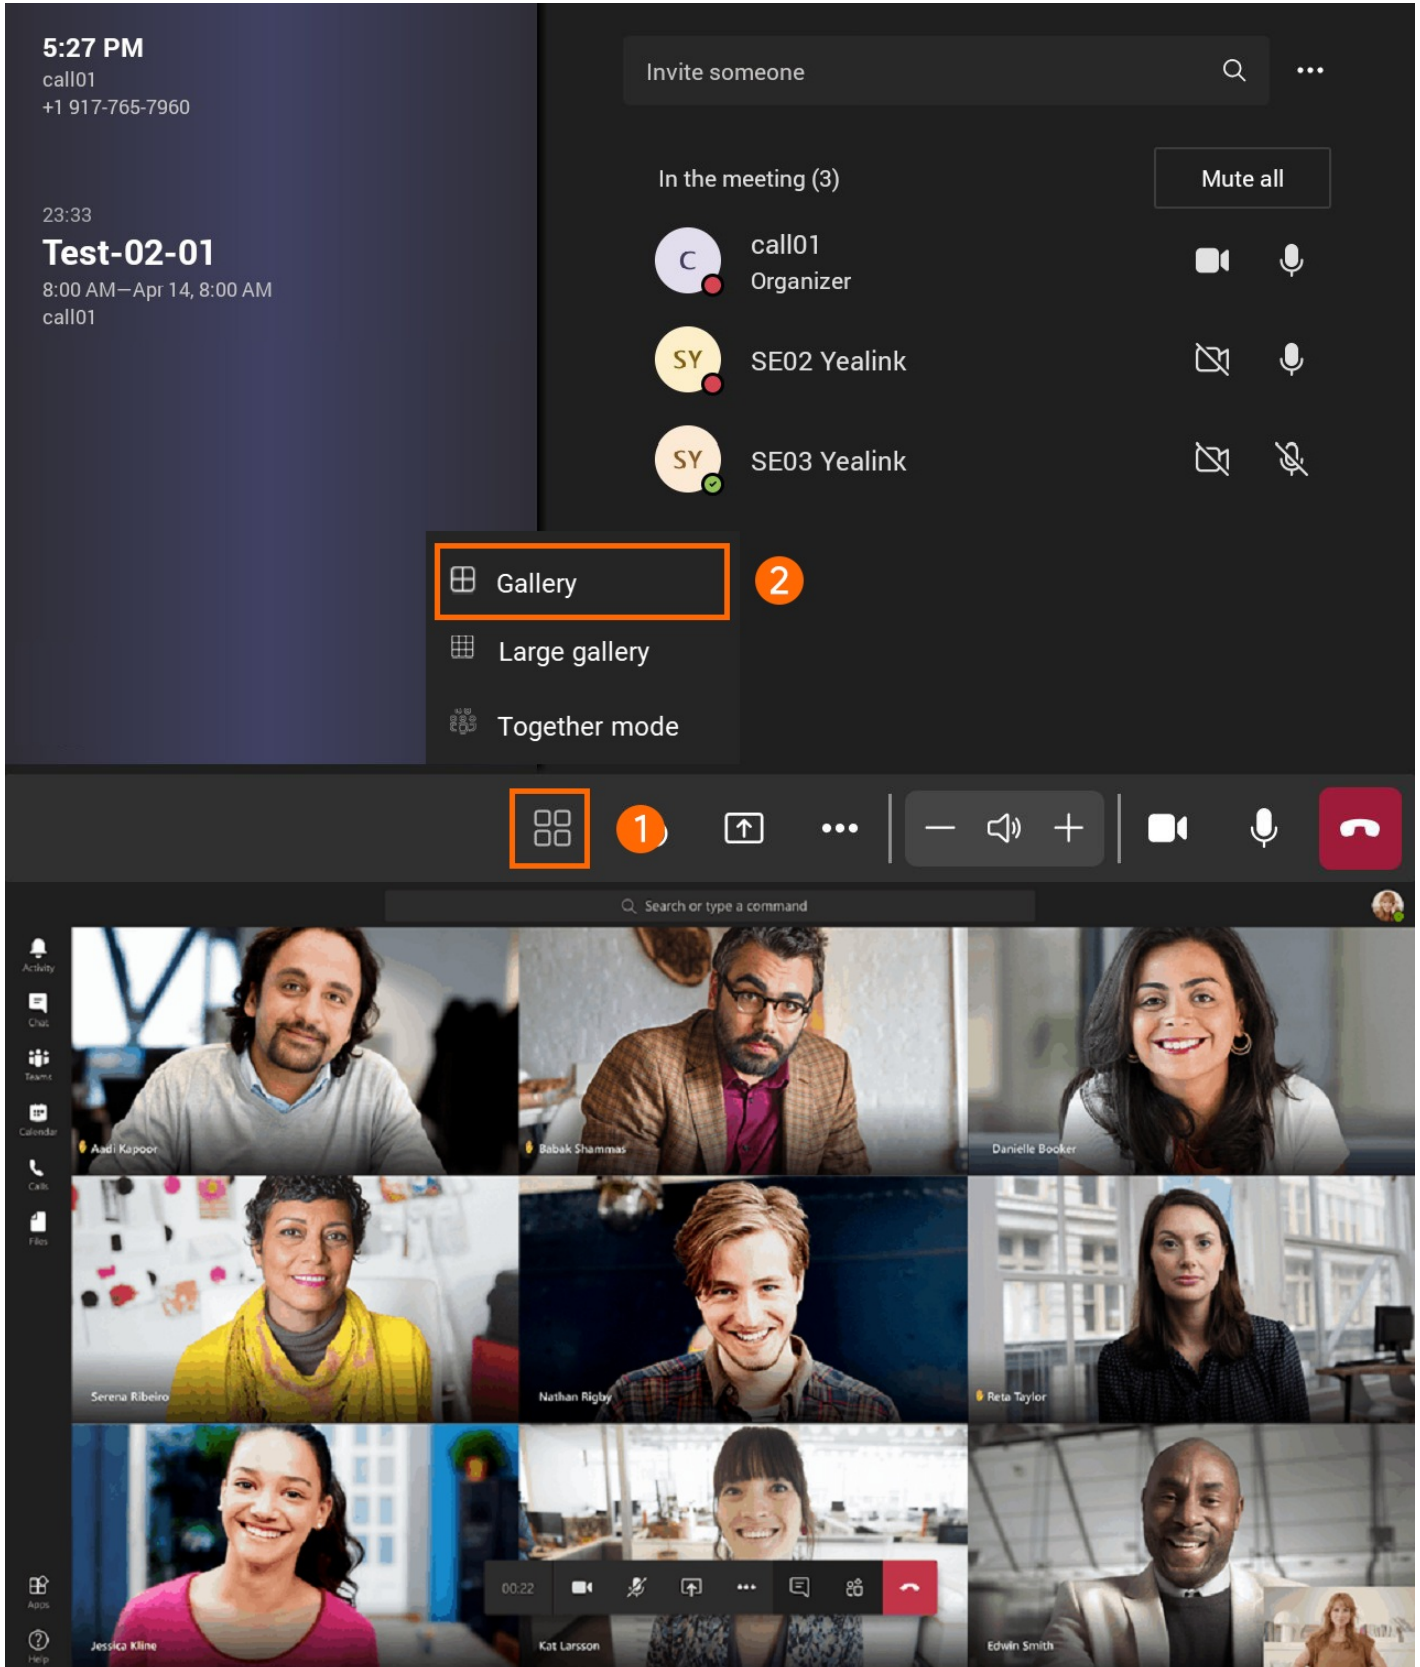 5:27 PM
call01
+1 917-765-7960
23:33
Test-02-01
8:00 AM—Apr 14, 8:00 AM
call01
Invite someone
In the meeting (3)
Mute all
C
call01
Organizer
SY
SE02 Yealink
SY
SE03 Yealink
Gallery
2
Large gallery
Together mode
1
Search or type a command
Activity
Chat
Teams
Calendar
Calls
Files
Apps
Help
Aadi Kapoor
Babak Shammas
Danielle Booker
Serena Ribeiro
Nathan Rigby
Reta Taylor
00:22
Jessica Kline
Kat Larsson
Edwin Smith